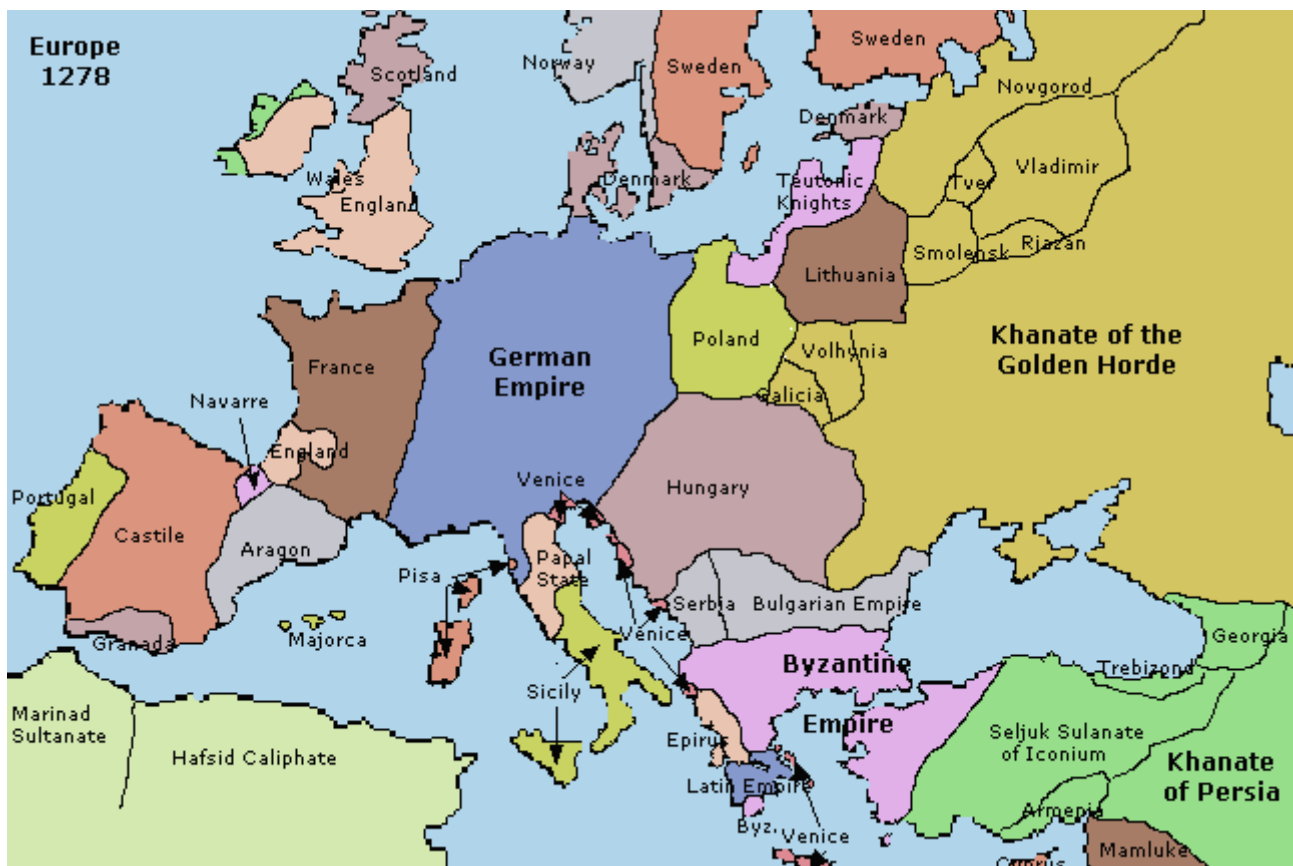 Europe
1278
Scotland
Norway
Sweden
Sweden
Novgorod
Denmark
Wales
England
Denmark
Teutonic
Knights
Tver
Vladimir
Smolensk
Rjazan
Lithuania
France
German
Empire
Poland
Volhynia
Khanate of the
Golden Horde
Galicia
Navarre
England
Portugal
Castile
Aragon
Venice
Hungary
Pisa
Papal
State
Serbia
Bulgarian Empire
Granada
Majorca
Venice
Georgia
Trebizond
Byzantine
Empire
Sicily
Marinad
Sultanate
Hafsid Caliphate
Epirus
Seljuk Sulanate
of Iconium
Khanate
of Persia
Latin Empire
Armenia
Byz.
Venice
Mamluke
Cyprus